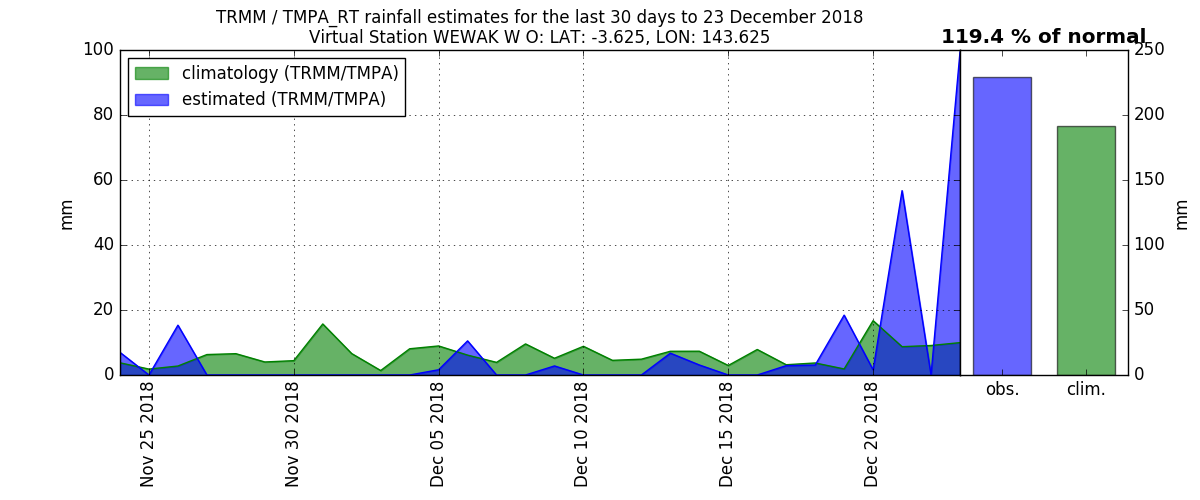 TRMM / TMPA_RT rainfall estimates for the last 30 days to 23 December 2018
Virtual Station WEWAK W O: LAT: -3.625, LON: 143.625
119.4 % of normal
climatology (TRMM/TMPA)
estimated (TRMM/TMPA)
mm
100
80
60
40
20
0
Nov 25 2018
Nov 30 2018
Dec 05 2018
Dec 10 2018
Dec 15 2018
Dec 20 2018
obs.
clim.
250
200
150
100
50
0
mm